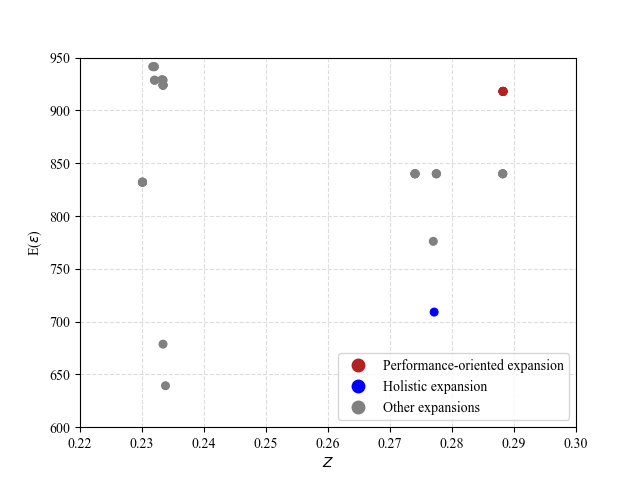 950
900
850
800
750
700
650
600
E(ε)
0.22 0.23 0.24 0.25 0.26 0.27 0.28 0.29 0.30
Z
Performance-oriented expansion
Holistic expansion
Other expansions